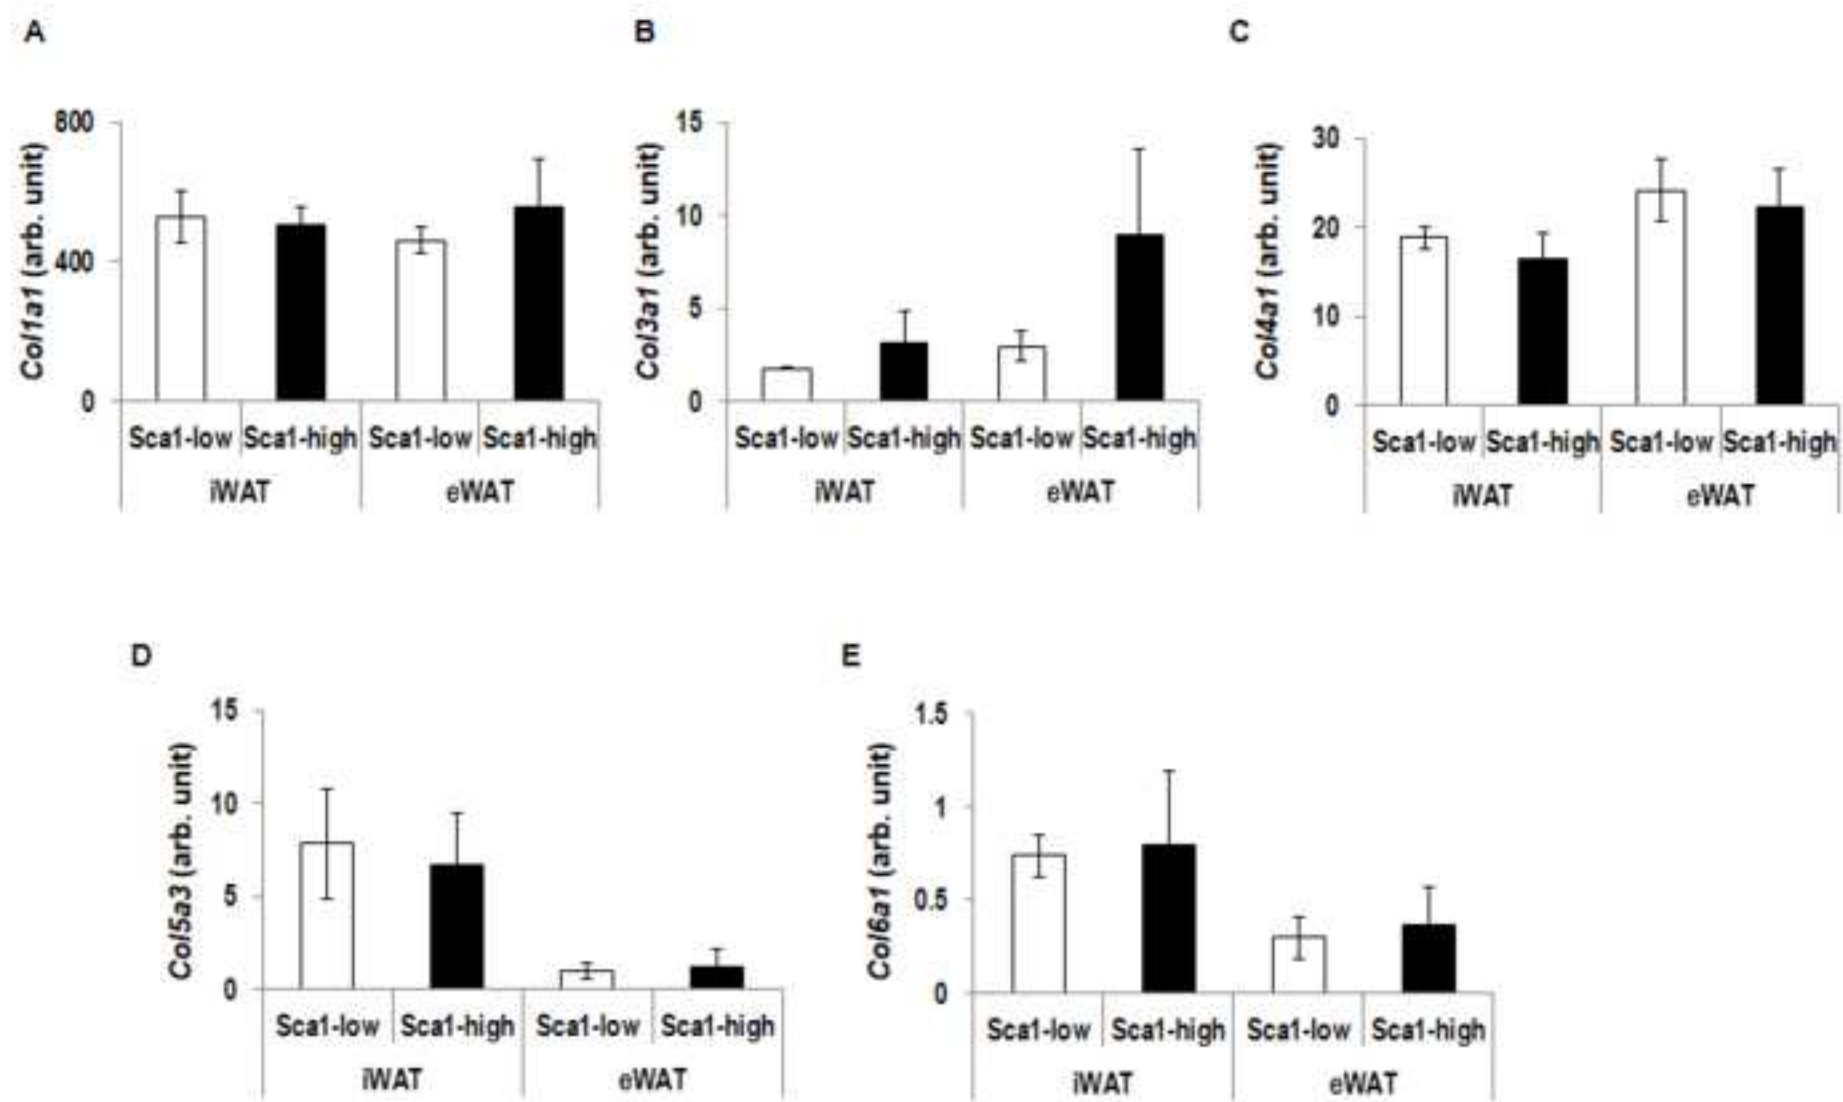 A
Col1a1 (arb. unit)
800
400
0
Sca1-low Sca1-high Sca1-low Sca1-high
iWAT eWAT
B
Col3a1 (arb. unit)
15
10
5
0
Sca1-low Sca1-high Sca1-low Sca1-high
iWAT eWAT
C
Col4a1 (arb. unit)
30
20
10
0
Sca1-low Sca1-high Sca1-low Sca1-high
iWAT eWAT
D
Col5a3 (arb. unit)
15
10
5
0
Sca1-low Sca1-high Sca1-low Sca1-high
iWAT eWAT
E
Col6a1 (arb. unit)
1.5
1
0.5
0
Sca1-low Sca1-high Sca1-low Sca1-high
iWAT eWAT